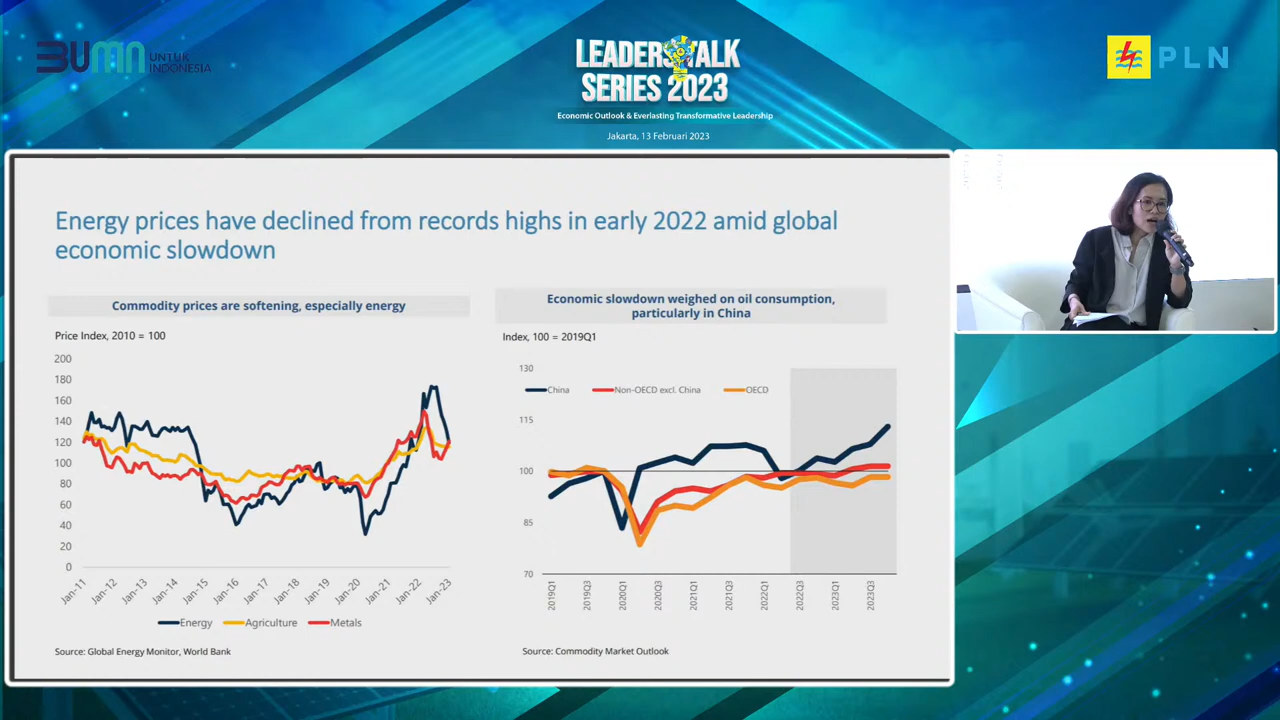 BUMN UNTUK
INDONESIA
LEADERS TALK
SERIES 2023
Economic Outlook & Everlasting Transformative Leadership
Jakarta, 13 Februari 2023
PLN
Energy prices have declined from records highs in early 2022 amid global
economic slowdown
Commodity prices are softening, especially energy
Price Index, 2010 = 100
200
180
160
140
120
100
80
60
40
20
0
Jan-11
Jan-12
Jan-13
Jan-14
Jan-15
Jan-16
Jan-17
Jan-18
Jan-19
Jan-20
Jan-21
Jan-22
Jan-23
Energy Agriculture Metals
Source: Global Energy Monitor, World Bank
Economic slowdown weighed on oil consumption,
particularly in China
Index, 100 = 2019Q1
China Non-OECD excl. China OECD
130
115
100
85
70
2019Q1
2019Q3
2020Q1
2020Q3
2021Q1
2021Q3
2022Q1
2022Q3
2023Q1
2023Q3
Source: Commodity Market Outlook